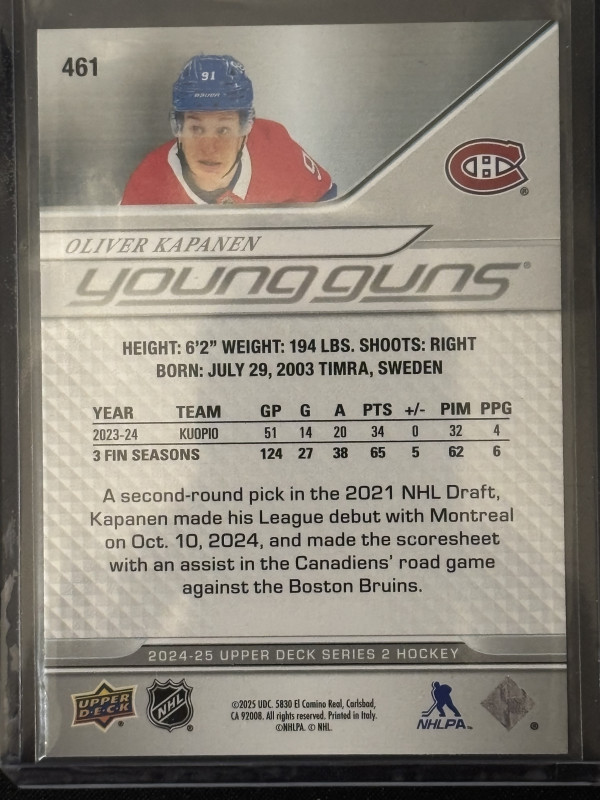 461
91
BAUER
91
CH
®
OLIVER KAPANEN
young guns®
HEIGHT: 6'2" WEIGHT: 194 LBS. SHOOTS: RIGHT
BORN: JULY 29, 2003 TIMRA, SWEDEN
YEAR TEAM GP G A PTS +/- PIM PPG
2023-24 KUOPIO 51 14 20 34 0 32 4
3 FIN SEASONS 124 27 38 65 5 62 6
A second-round pick in the 2021 NHL Draft,
Kapanen made his League debut with Montreal
on Oct. 10, 2024, and made the scoresheet
with an assist in the Canadiens' road game
against the Boston Bruins.
2024-25 UPPER DECK SERIES 2 HOCKEY
UPPER
DECK
NHL
©2025 UDC. 5830 El Camino Real, Carlsbad,
CA 92008. All rights reserved. Printed in Italy.
©NHLPA. © NHL.
NHLPA
®